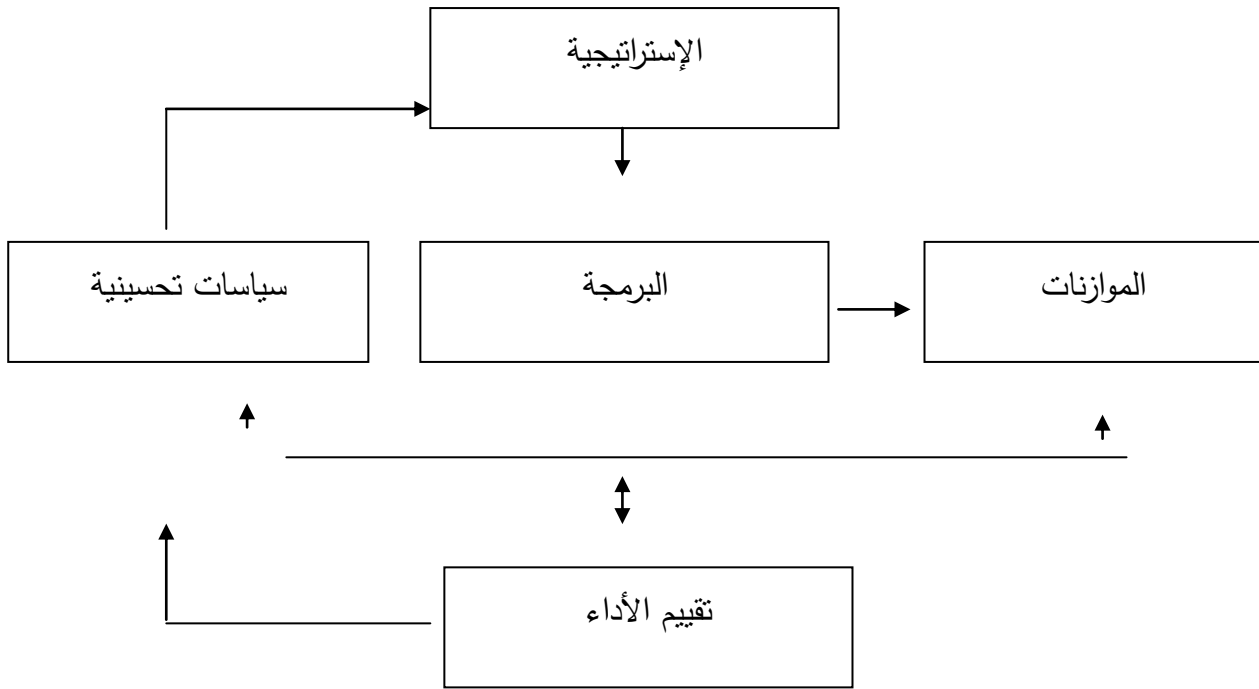 الإستراتيجية
الموازنات
البرمجة
سياسات تحسينية
تقييم الأداء